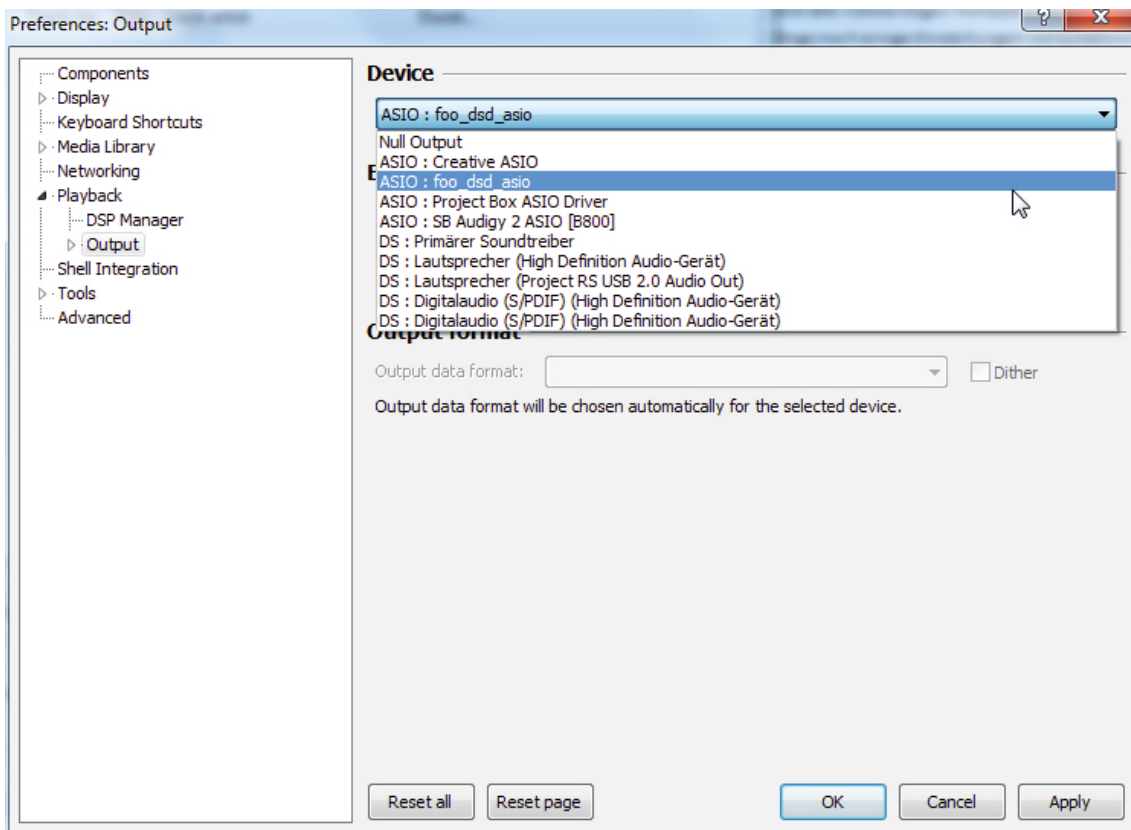 Preferences: Output
Components
Display
Keyboard Shortcuts
Media Library
Networking
Playback
DSP Manager
Output
Shell Integration
Tools
Advanced
Device
ASIO : foo_dsd_asio
Null Output
ASIO : Creative ASIO
ASIO : foo_dsd_asio
ASIO : Project Box ASIO Driver
ASIO : SB Audigy 2 ASIO [B800]
DS : Primärer Soundtreiber
DS : Lautsprecher (High Definition Audio-Gerät)
DS : Lautsprecher (Project RS USB 2.0 Audio Out)
DS : Digitalaudio (S/PDIF) (High Definition Audio-Gerät)
DS : Digitalaudio (S/PDIF) (High Definition Audio-Gerät)
Output format
Output data format:
Dither
Output data format will be chosen automatically for the selected device.
Reset all
Reset page
OK
Cancel
Apply